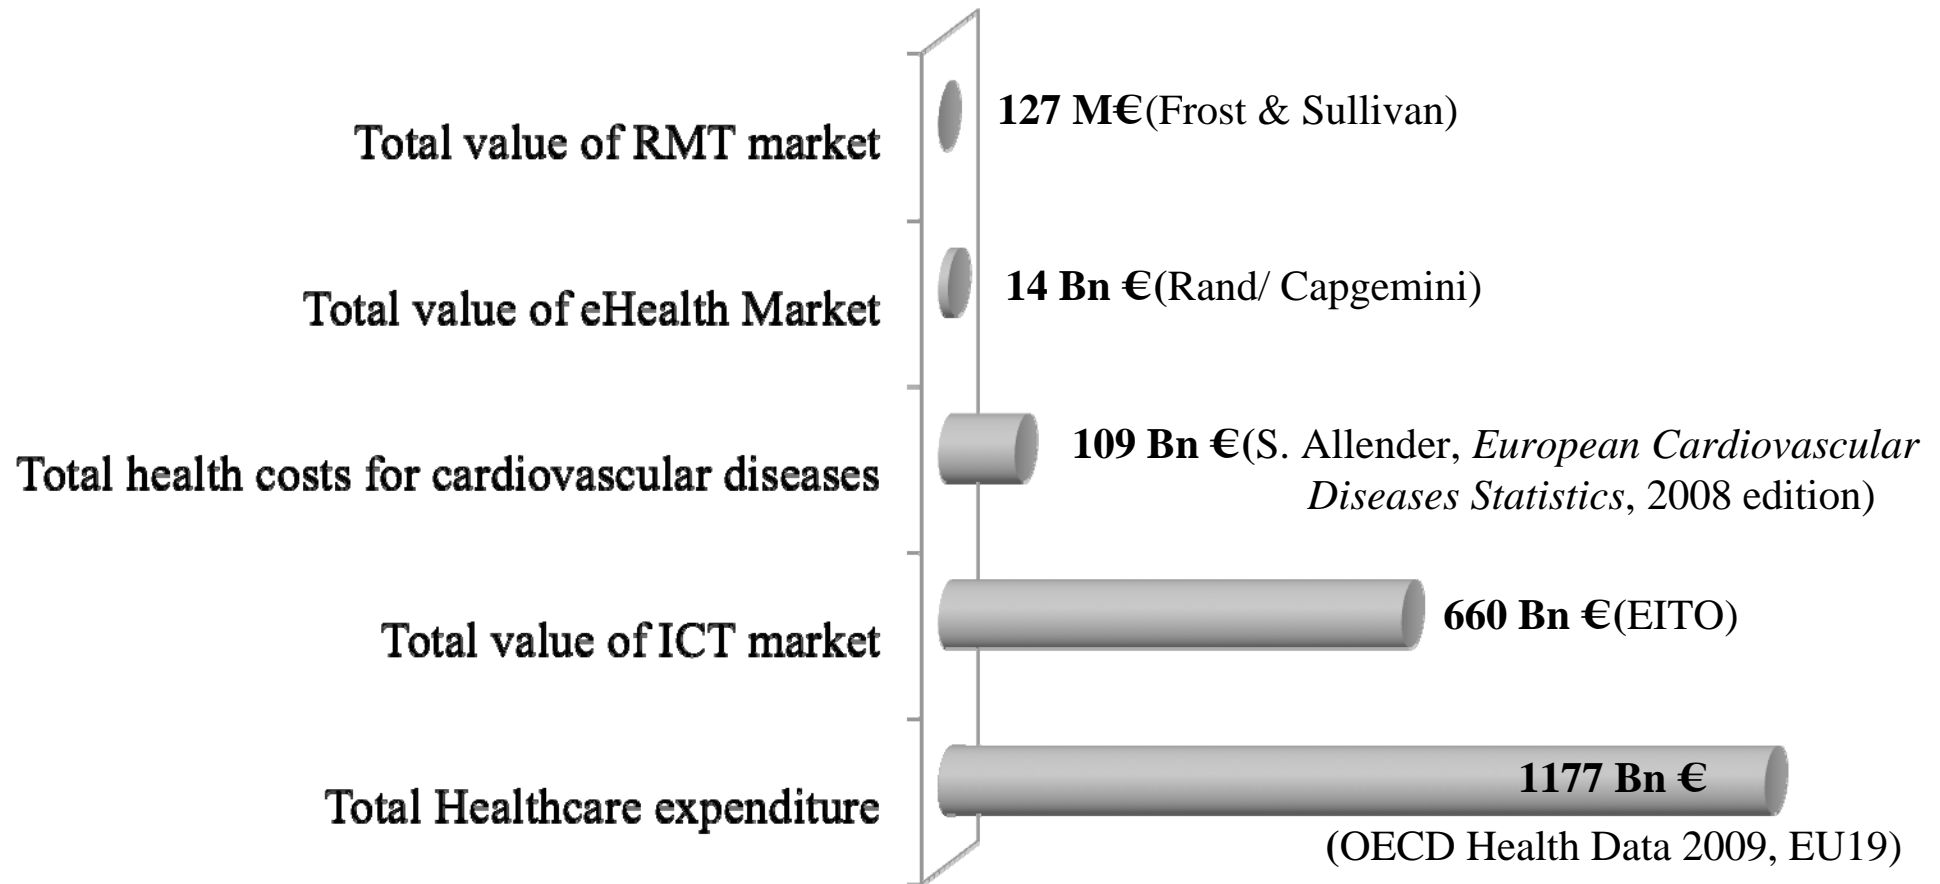 Total value of RMT market
127 M€(Frost & Sullivan)
Total value of eHealth Market
14 Bn €(Rand/ Capgemini)
Total health costs for cardiovascular diseases
109 Bn €(S. Allender, European Cardiovascular
Diseases Statistics, 2008 edition)
Total value of ICT market
660 Bn €(EITO)
Total Healthcare expenditure
1177 Bn €
(OECD Health Data 2009, EU19)